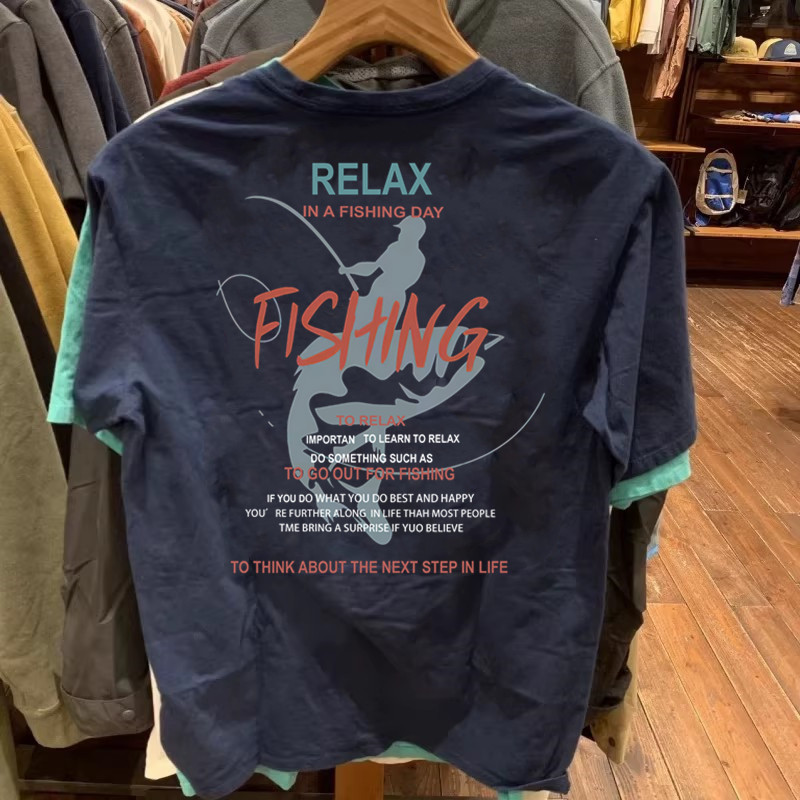 RELAX
IN A FISHING DAY
FISHING
TO RELAX
IMPORTAN TO LEARN TO RELAX
DO SOMETHING SUCH AS
TO GO OUT FOR FISHING
IF YOU DO WHAT YOU DO BEST AND HAPPY
YOU' RE FURTHER ALONG IN LIFE THAH MOST PEOPLE
TME BRING A SURPRISE IF YUO BELIEVE
TO THINK ABOUT THE NEXT STEP IN LIFE